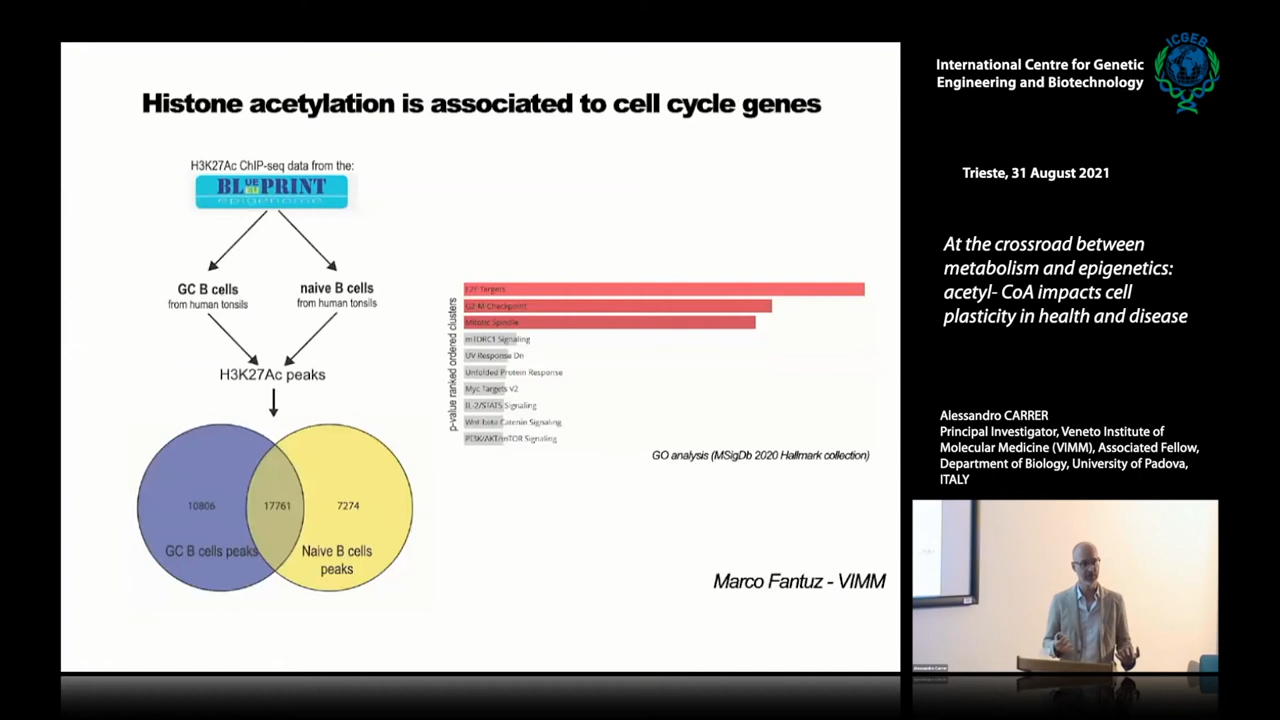 Histone acetylation is associated to cell cycle genes
H3K27Ac ChIP-seq data from the:
BLUEPRINT
epigenome
GC B cells
from human tonsils
naive B cells
from human tonsils
H3K27Ac peaks
10806
17761
7274
GC B cells peaks
Naive B cells
peaks
p-value ranked ordered clusters
E2F Targets
G2-M Checkpoint
Mitotic Spindle
mTORC1 Signaling
UV Response Dn
Unfolded Protein Response
Myc Targets V2
IL-2/STAT5 Signaling
Wnt-beta Catenin Signaling
PI3K/AKT/mTOR Signaling
GO analysis (MSigDb 2020 Hallmark collection)
Marco Fantuz - VIMM
International Centre for Genetic
Engineering and Biotechnology
ICGEB
Trieste, 31 August 2021
At the crossroad between
metabolism and epigenetics:
acetyl- CoA impacts cell
plasticity in health and disease
Alessandro CARRER
Principal Investigator, Veneto Institute of
Molecular Medicine (VIMM), Associated Fellow,
Department of Biology, University of Padova,
ITALY
Alessandro Carrer